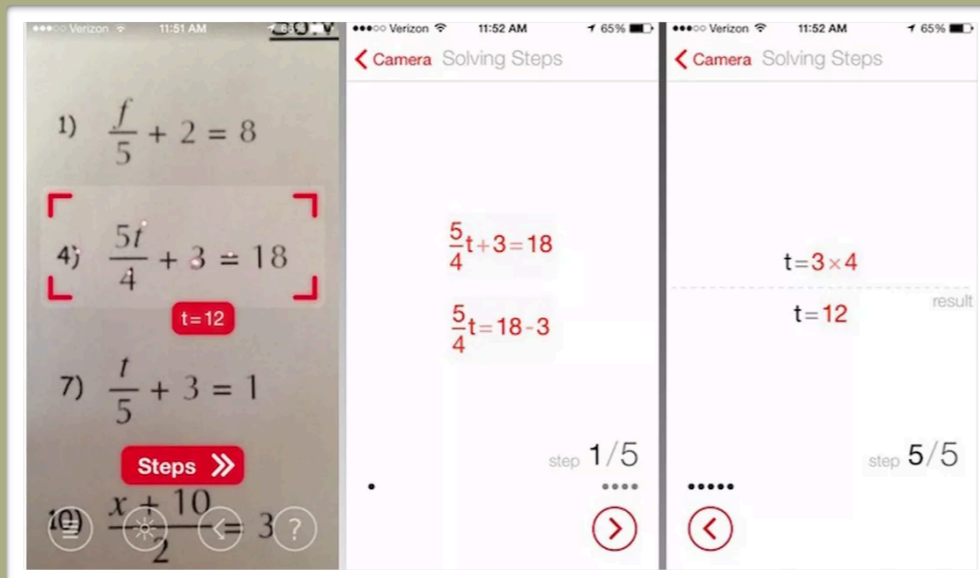 Verizon 11:51 AM
1) f/5 + 2 = 8
4) 5t/4 + 3 = 18
t=12
7) t/5 + 3 = 1
Steps
10) x + 10/2 = 3
?
Verizon 11:52 AM 65%
Camera Solving Steps
5/4t+3=18
5/4t=18-3
step 1/5
Verizon 11:52 AM 65%
Camera Solving Steps
t=3×4
result
t=12
step 5/5